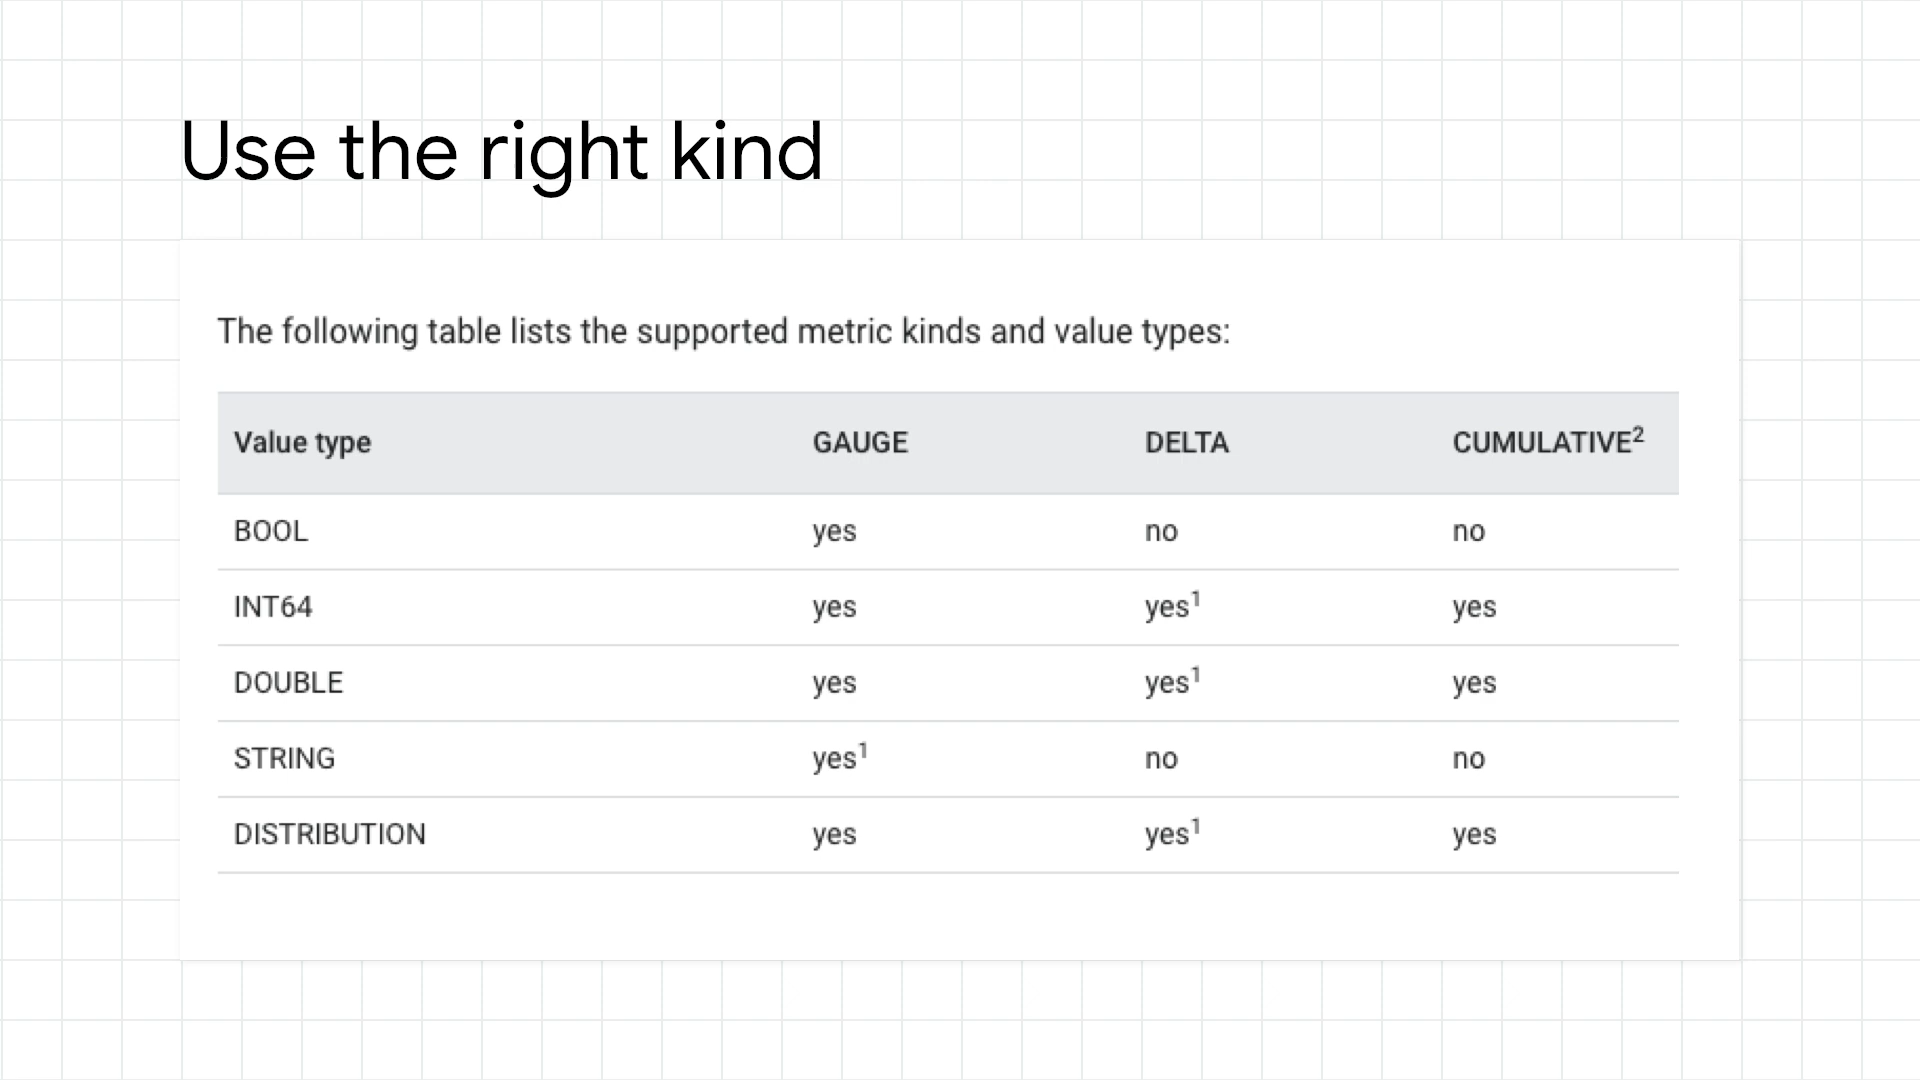 Use the right kind
The following table lists the supported metric kinds and value types:
Value type GAUGE DELTA CUMULATIVE²
BOOL yes no no
INT64 yes yes¹ yes
DOUBLE yes yes¹ yes
STRING yes¹ no no
DISTRIBUTION yes yes¹ yes